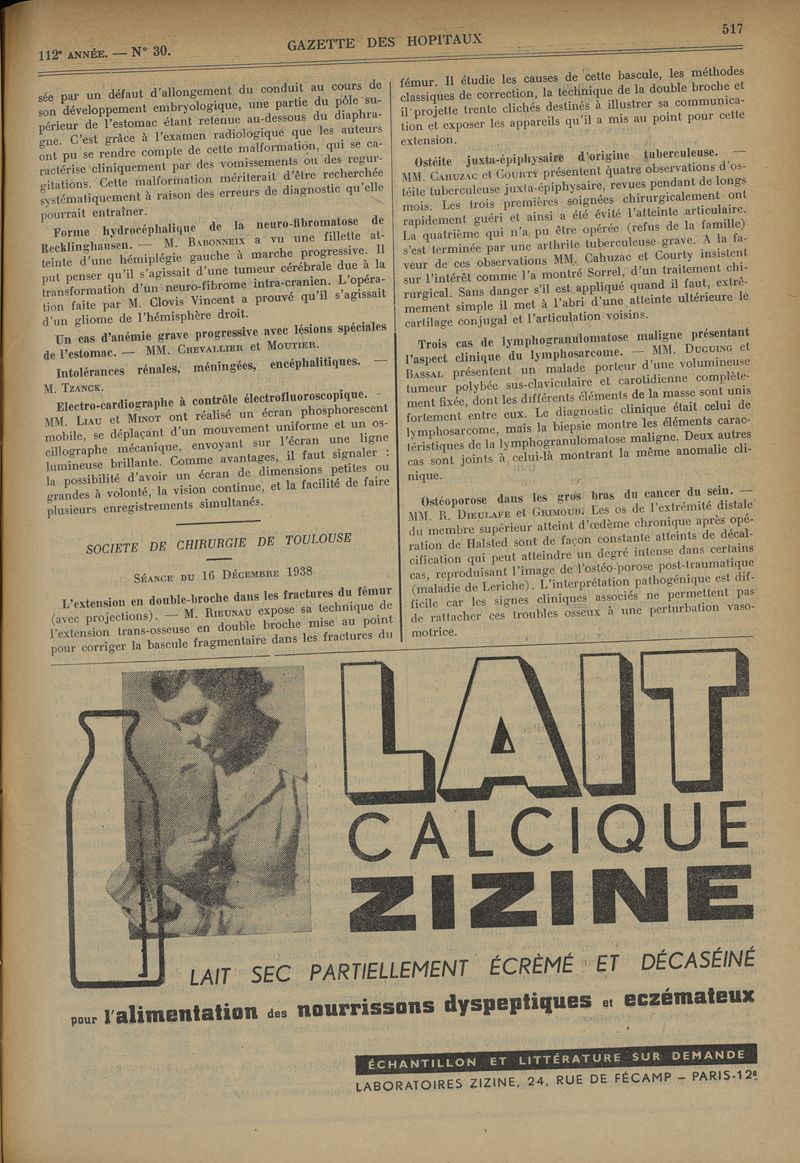 112e ANNÉE. — N° 30.
GAZETTE DES HOPITAUX
517
sée par un défaut d'allongement du conduit au cours de
son développement embryologique, une partie du pôle su-
périeur de l'estomac étant retenue au-dessous du diaphra-
gme. C'est grâce à l'examen radiologique que les auteurs
ont pu se rendre compte de cette malformation, qui se ca-
ractérise cliniquement par des vomissements ou des regur-
gitations. Cette malformation mériterait d'être recherchée
systématiquement à raison des erreurs de diagnostic qu'elle
pourrait entraîner.
Forme hydrocéphalique de la neuro-fibromatose de
Recklinghausen. — M. BABONNEIX a vu une fillette at-
teinte d'une hémiplégie gauche à marche progressive. Il
put penser qu'il s'agissait d'une tumeur cérébrale due à la
transformation d'un neuro-fibrome intra-cranien. L'opéra-
tion faite par M. Clovis Vincent a prouvé qu'il s'agissait
d'un gliome de l'hémisphère droit.
Un cas d'anémie grave progressive avec lésions spéciales
de l'estomac. — MM. CHEVALLIER et MOUTIER.
Intolérances rénales, méningées, encéphalitiques. —
M. TZANCK.
Electro-cardiographe à contrôle électrofluoroscopique. -
MM. LIAU et MINOT ont réalisé un écran phosphorescent
mobile, se déplaçant d'un mouvement uniforme et un os-
cillographe mécanique, envoyant sur l'écran une ligne
lumineuse brillante. Comme avantages, il faut signaler :
la possibilité d'avoir un écran de dimensions petites ou
grandes à volonté, la vision continue, et la facilité de faire
plusieurs enregistrements simultanés.
SOCIETE DE CHIRURGIE DE TOULOUSE
SÉANCE DU 16 DÉCEMBRE 1938
L'extension en double-broche dans les fractures du fémur
(avec projections). — M. RIEUNAU expose sa technique de
l'extension trans-osseuse en double broche mise au point
pour corriger la bascule fragmentaire dans les fractures du
fémur. Il étudie les causes de cette bascule, les méthodes
classiques de correction, la technique de la double broche et
il projette trente clichés destinés à illustrer sa communica-
tion et exposer les appareils qu'il a mis au point pour cette
extension.
Ostéite juxta-épiphysaire d'origine tuberculeuse. —
MM. CAHUZAC et COURTY présentent quatre observations d'os-
téite tuberculeuse juxta-épiphysaire, revues pendant de longs
mois. Les trois premières soignées chirurgicalement ont
rapidement guéri et ainsi a été évité l'atteinte articulaire.
La quatrième qui n'a pu être opérée (refus de la famille)
s'est terminée par une arthrite tuberculeuse grave. A la fa-
veur de ces observations MM. Cahuzac et Courty insistent
sur l'intérêt comme l'a montré Sorrel, d'un traitement chi-
rurgical. Sans danger s'il est appliqué quand il faut, extrê-
mement simple il met à l'abri d'une atteinte ultérieure le
cartilage conjugal et l'articulation voisins.
Trois cas de lymphogranulomatose maligne présentant
l'aspect clinique du lymphosarcome. — MM. DUCUING et
BASSAL présentent un malade porteur d'une volumineuse
tumeur polybée sus-claviculaire et carotidienne complète-
ment fixée, dont les différents éléments de la masse sont unis
fortement entre eux. Le diagnostic clinique était celui de
lymphosarcome, mais la biepsie montre les éléments carac-
téristiques de la lymphogranulomatose maligne. Deux autres
cas sont joints à celui-là montrant la même anomalie cli-
nique.
Ostéoporose dans les gros bras du cancer du sein. —
MM. R. DIEULAFE et GRIMOUD. Les os de l'extrémité distale
du membre supérieur atteint d'œdème chronique après opé-
ration de Halsted sont de façon constante atteints de décal-
cification qui peut atteindre un degré intense dans certains
cas, reproduisant l'image de l'ostéo-porose post-traumatique
(maladie de Leriche). L'interprétation pathogénique est dif-
ficile car les signes cliniques associés ne permettent pas
de rattacher ces troubles osseux à une perturbation vaso-
motrice.
LAIT
CALCIQUE
ZIZINE
LAIT SEC PARTIELLEMENT ÉCRÈMÉ ET DÉCASÉINÉ
pour l'alimentation des nourrissons dyspeptiques et eczémateux
ÉCHANTILLON ET LITTÉRATURE SUR DEMANDE
LABORATOIRES ZIZINE, 24, RUE DE FÉCAMP – PARIS-12e